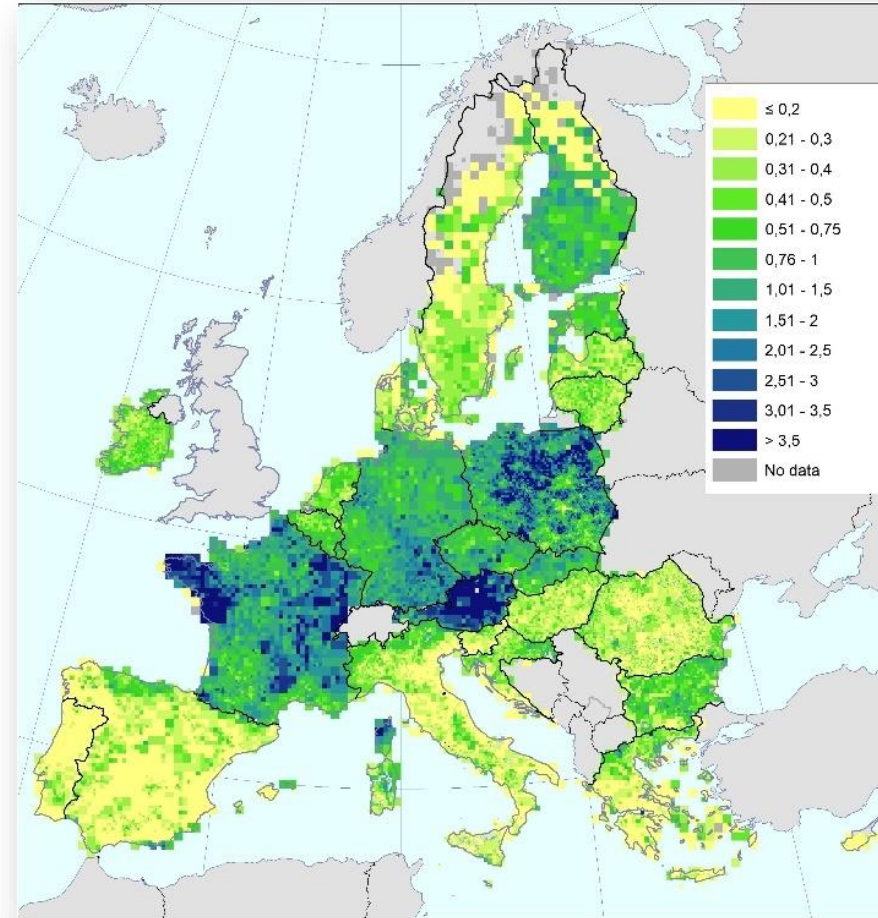 ≤ 0,2
0,21 - 0,3
0,31 - 0,4
0,41 - 0,5
0,51 - 0,75
0,76 - 1
1,01 - 1,5
1,51 - 2
2,01 - 2,5
2,51 - 3
3,01 - 3,5
> 3,5
No data